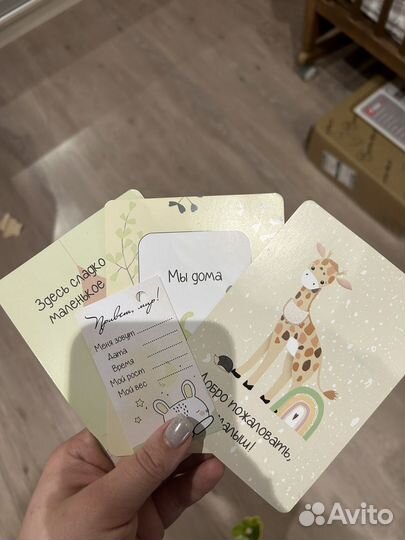 Здесь сладко
маленькое
Мы дома
Привет, мир!
Меня зовут
Дата
Время
Мой рост
Мой вес
Добро пожаловать,
малыш!
Avito